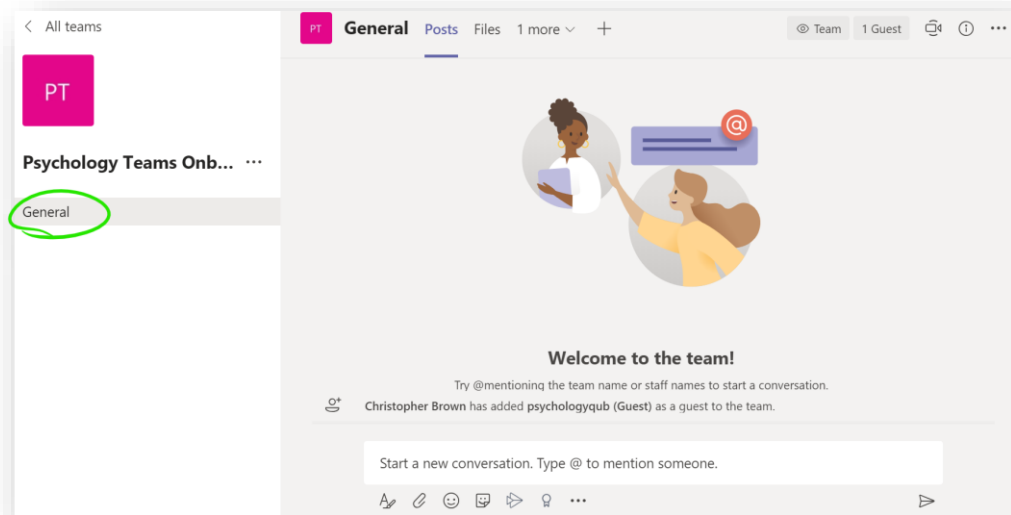 All teams
PT
Psychology Teams Onb... ...
General
PT General Posts Files 1 more + Team 1 Guest ...
@
Welcome to the team!
Try @mentioning the team name or staff names to start a conversation.
Christopher Brown has added psychologyqub (Guest) as a guest to the team.
Start a new conversation. Type @ to mention someone.
...